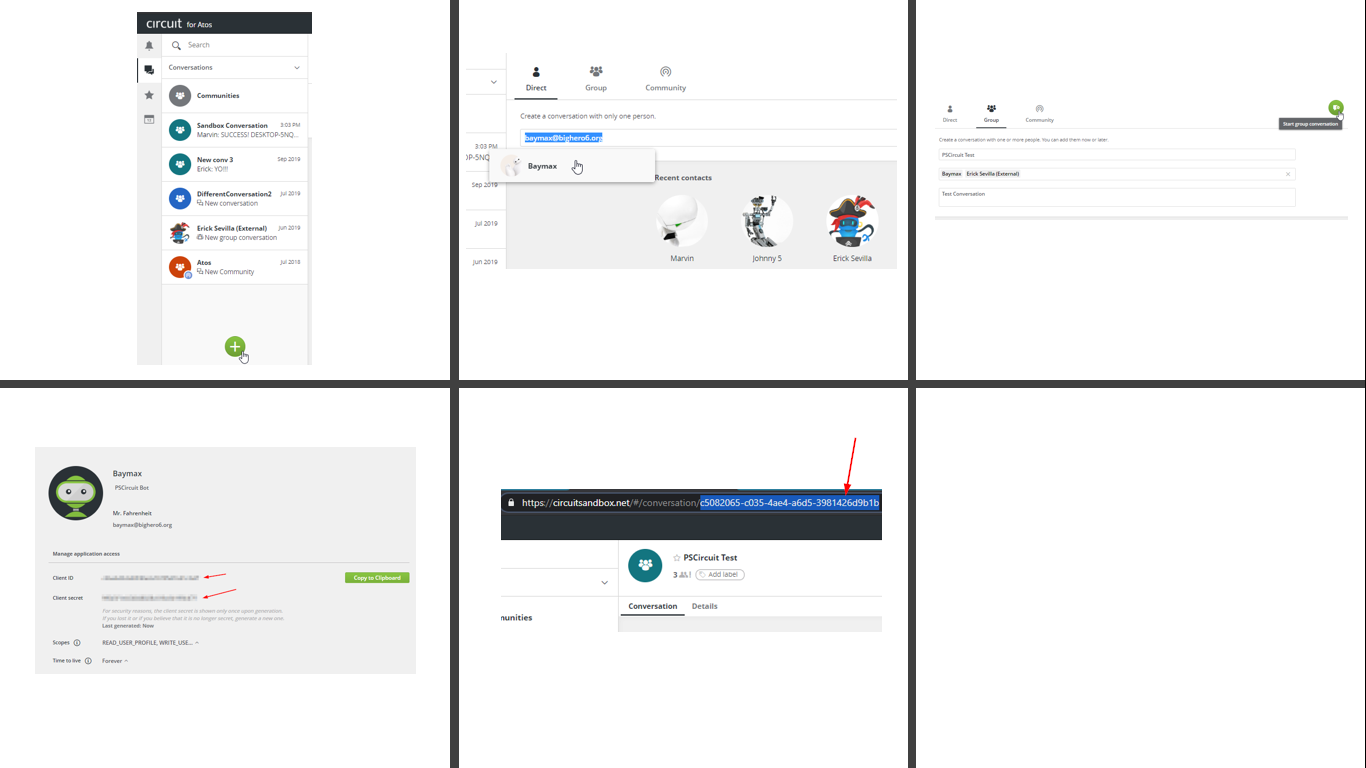 circuit for Atos
Search
Conversations
Communities
Sandbox Conversation 3:03 PM
Marvin: SUCCESS! DESKTOP-5NQ...
New conv 3 Sep 2019
Erick: YO!!!
DifferentConversation2 Jul 2019
New conversation
Erick Sevilla (External) Jun 2019
New group conversation
Atos Jul 2018
New Community
Direct Group Community
Create a conversation with only one person.
3:03 PM
baymax@bighero6.org
OP-5NQ
Baymax
Sep 2019
Recent contacts
Jul 2019
Jun 2019
Marvin Johnny 5 Erick Sevilla
Direct Group Community
Start group conversation
Create a conversation with one or more people. You can add them now or later.
PSCircuit Test
Baymax Erick Sevilla (External)
Test Conversation
Baymax
PSCircuit Bot
Mr. Fahrenheit
baymax@bighero6.org
Manage application access
Client ID
Copy to Clipboard
Client secret
For security reasons, the client secret is shown only once upon generation.
If you lost it or if you believe that it is no longer secret, generate a new one.
Last generated: Now
Scopes READ_USER_PROFILE, WRITE_USE...
Time to live Forever
https://circuitsandbox.net/#/conversation/c5082065-c035-4ae4-a6d5-3981426d9b1b
PSCircuit Test
3 Add label
Conversation Details
nunities